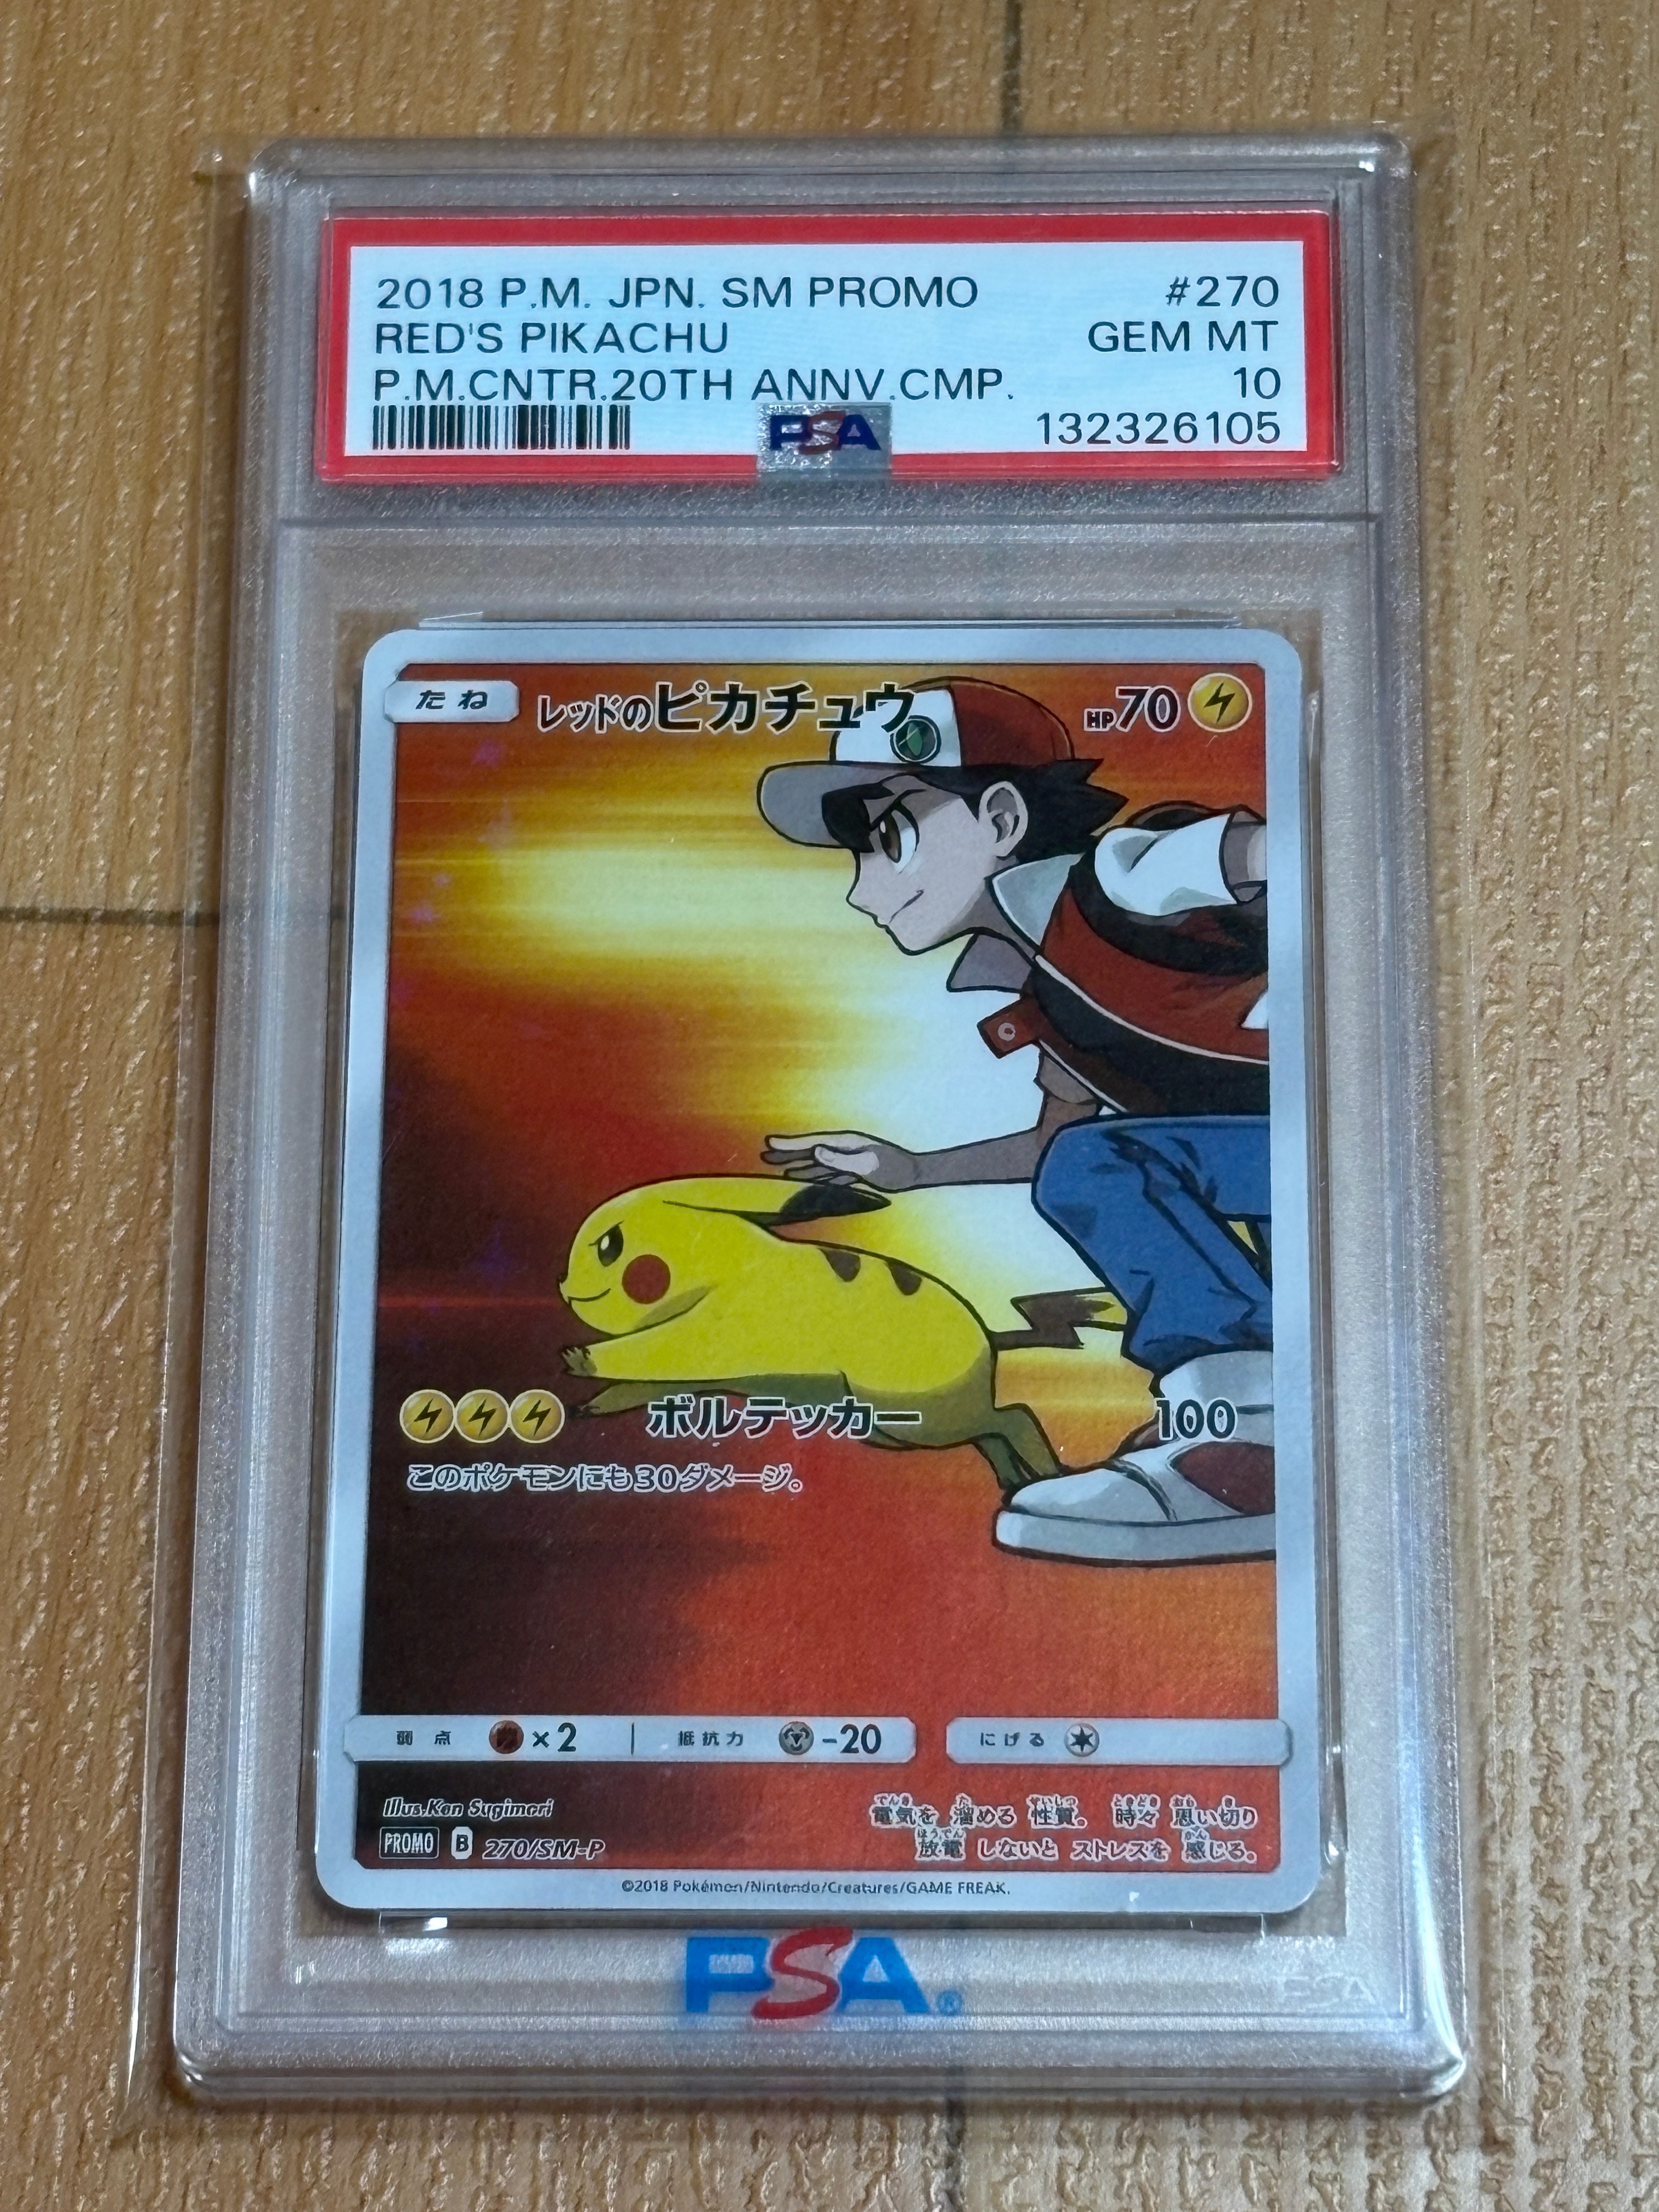 2018 P.M. JPN. SM PROMO #270
RED'S PIKACHU GEM MT
P.M.CNTR.20TH ANNV.CMP. 10
PSA 132326105
たね レッドのピカチュウ HP70
ボルテッカー 100
このポケモンにも30ダメージ。
弱点 ×2 抵抗力 -20 にげる
Illus.Ken Sugimori
電気を溜める性質。時々思い切り
PROMO B 270/SM-P 放電しないとストレスを感じる。
©2018 Pokémon/Nintendo/Creatures/GAME FREAK.
PSA®
PSA